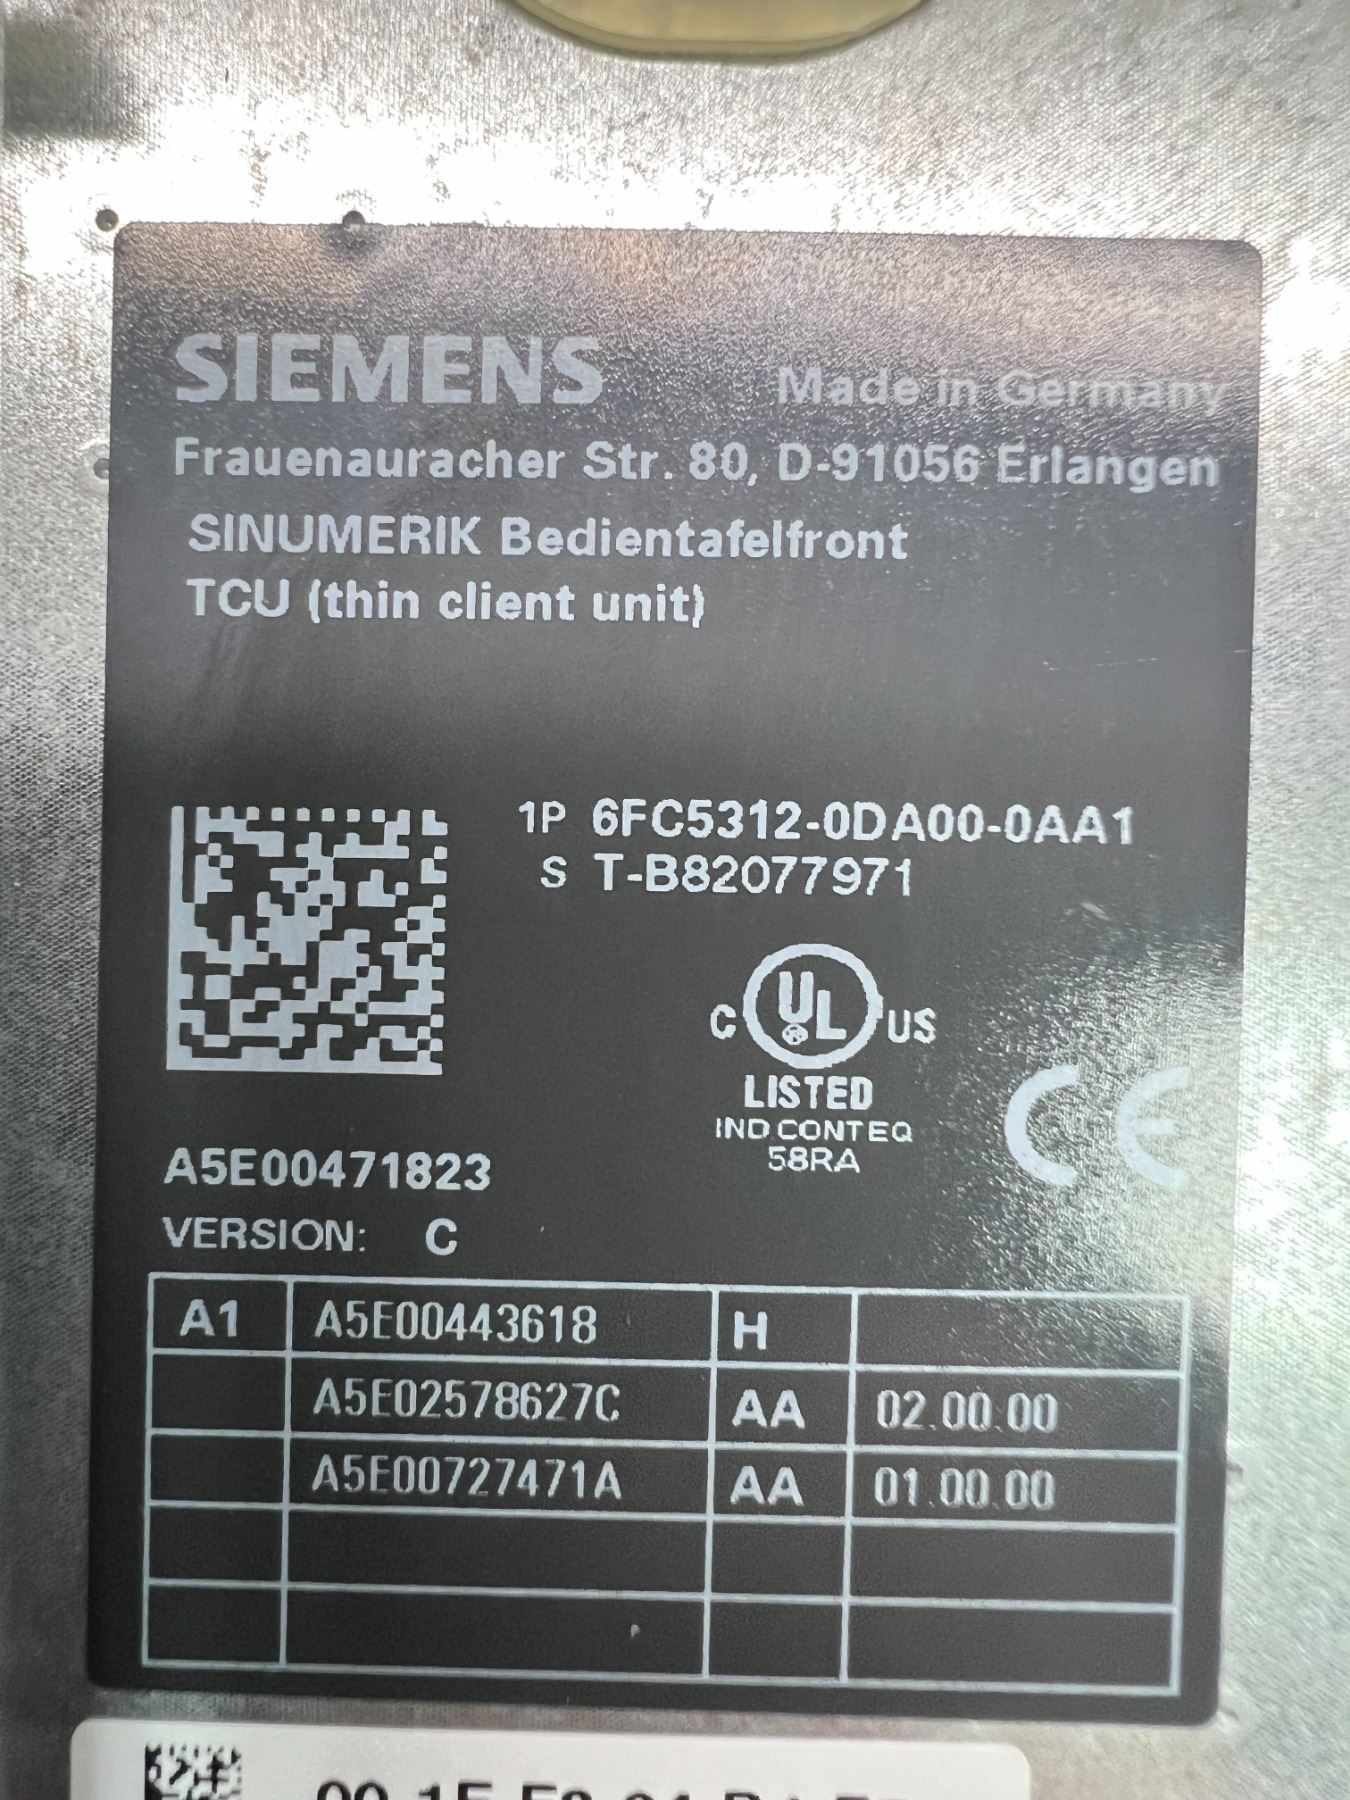 SIEMENS
Made in Germany
Frauenauracher Str. 80, D-91056 Erlangen
SINUMERIK Bedientafelfront
TCU (thin client unit)
1P 6FC5312-0DA00-0AA1
S T-B82077971
C UL US
®
LISTED
IND.CONT.EQ
58RA
CE
A5E00471823
VERSION: C
A1 A5E00443618 H
A5E02578627C AA 02.00.00
A5E00727471A AA 01.00.00